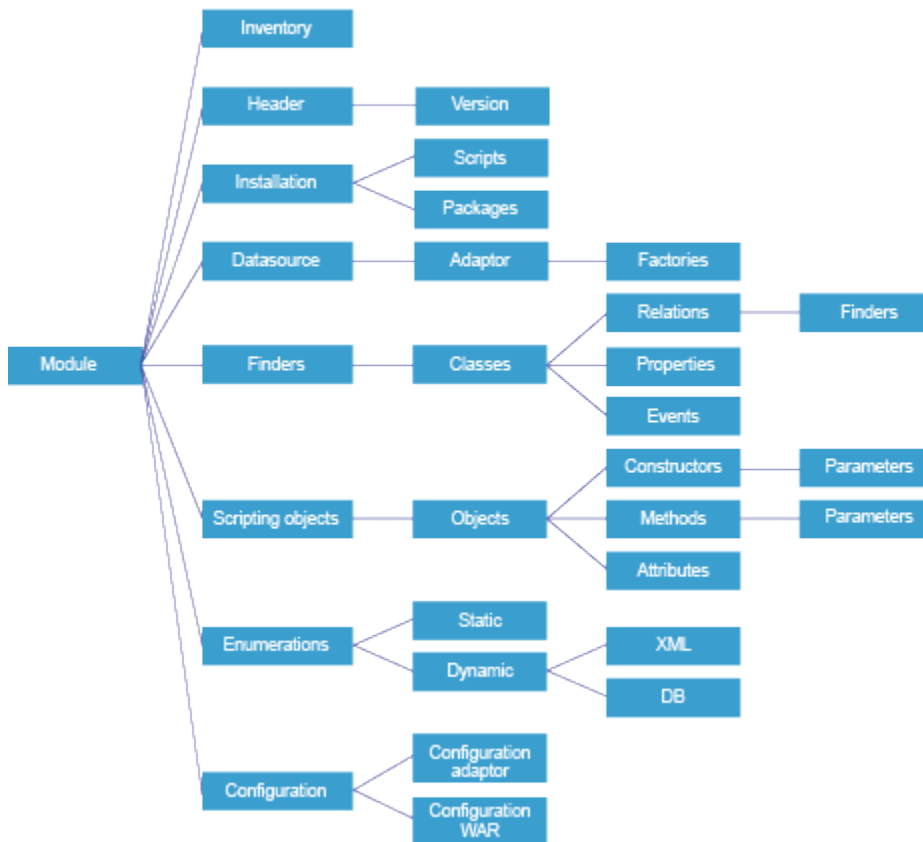 Inventory
Header
Version
Scripts
Installation
Packages
Datasource
Adaptor
Factories
Relations
Finders
Module
Finders
Classes
Properties
Events
Constructors
Parameters
Scripting objects
Objects
Methods
Parameters
Attributes
Static
Enumerations
XML
Dynamic
DB
Configuration
adaptor
Configuration
Configuration
WAR